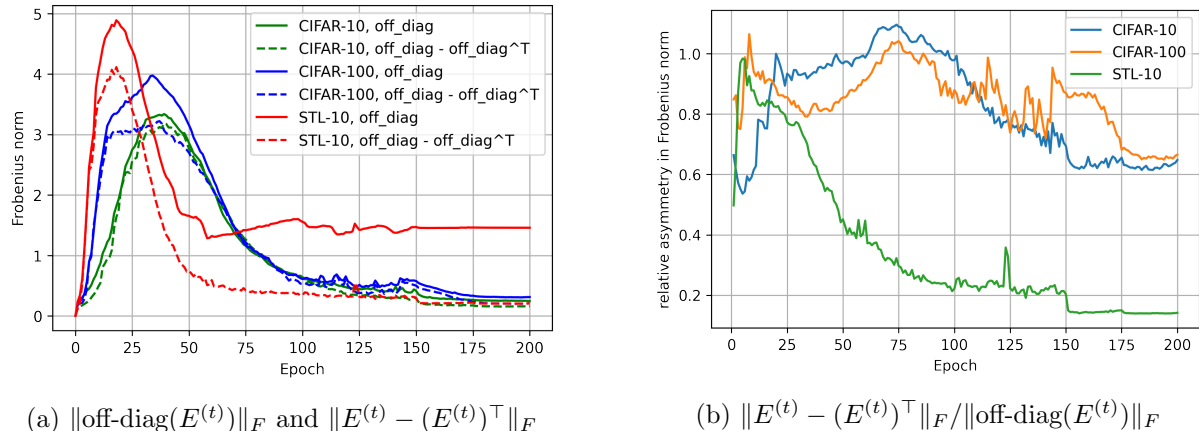 CIFAR-10, off_diag
CIFAR-10, off_diag - off_diag^T
CIFAR-100, off_diag
CIFAR-100, off_diag - off_diag^T
STL-10, off_diag
STL-10, off_diag - off_diag^T
Frobenius norm
5
4
3
2
1
0
0 25 50 75 100 125 150 175 200
Epoch
(a) ‖off-diag(E^{(t)})‖_F and ‖E^{(t)} − (E^{(t)})^⊤‖_F
CIFAR-10
CIFAR-100
STL-10
relative asymmetry in Frobenius norm
1.0
0.8
0.6
0.4
0.2
0 25 50 75 100 125 150 175 200
Epoch
(b) ‖E^{(t)} − (E^{(t)})^⊤‖_F/‖off-diag(E^{(t)})‖_F